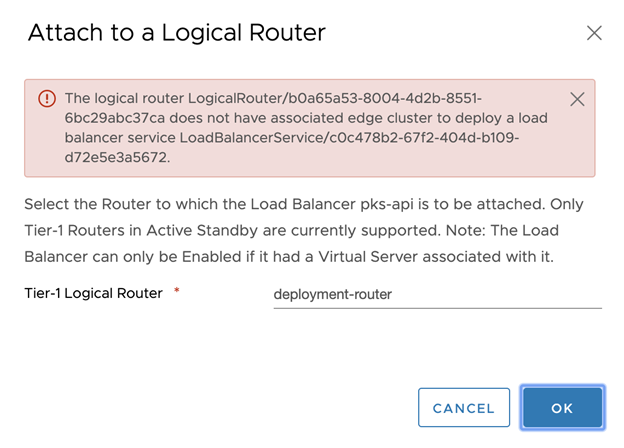 Attach to a Logical Router
The logical router LogicalRouter/b0a65a53-8004-4d2b-8551-
6bc29abc37ca does not have associated edge cluster to deploy a load
balancer service LoadBalancerService/c0c478b2-67f2-404d-b109-
d72e5e3a5672.
Select the Router to which the Load Balancer pks-api is to be attached. Only
Tier-1 Routers in Active Standby are currently supported. Note: The Load
Balancer can only be Enabled if it had a Virtual Server associated with it.
Tier-1 Logical Router * deployment-router
CANCEL OK